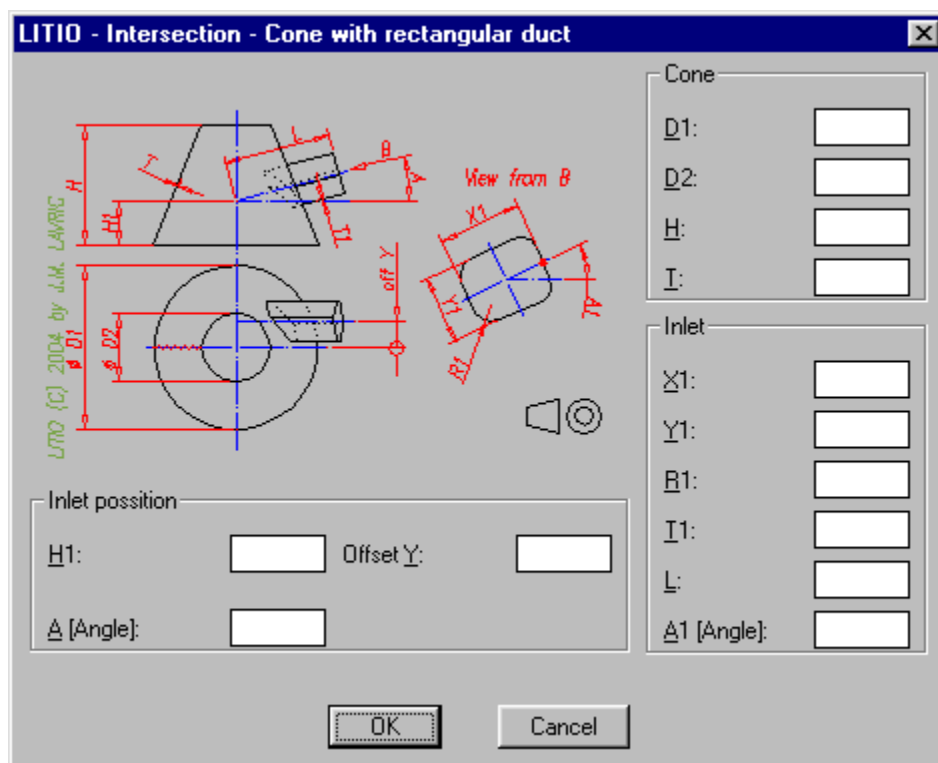 LITIO - Intersection - Cone with rectangular duct
Cone
D1:
D2:
H:
T:
L
B
T
A
H
H1
T1
View from B
X1
Y1
R1
off Y
ø D1
ø D2
LITIO (C) 2004 by J.M. LAVRIC
Inlet
X1:
Y1:
R1:
T1:
L:
A1 [Angle]:
Inlet possition
H1:
Offset Y:
A [Angle]:
OK
Cancel